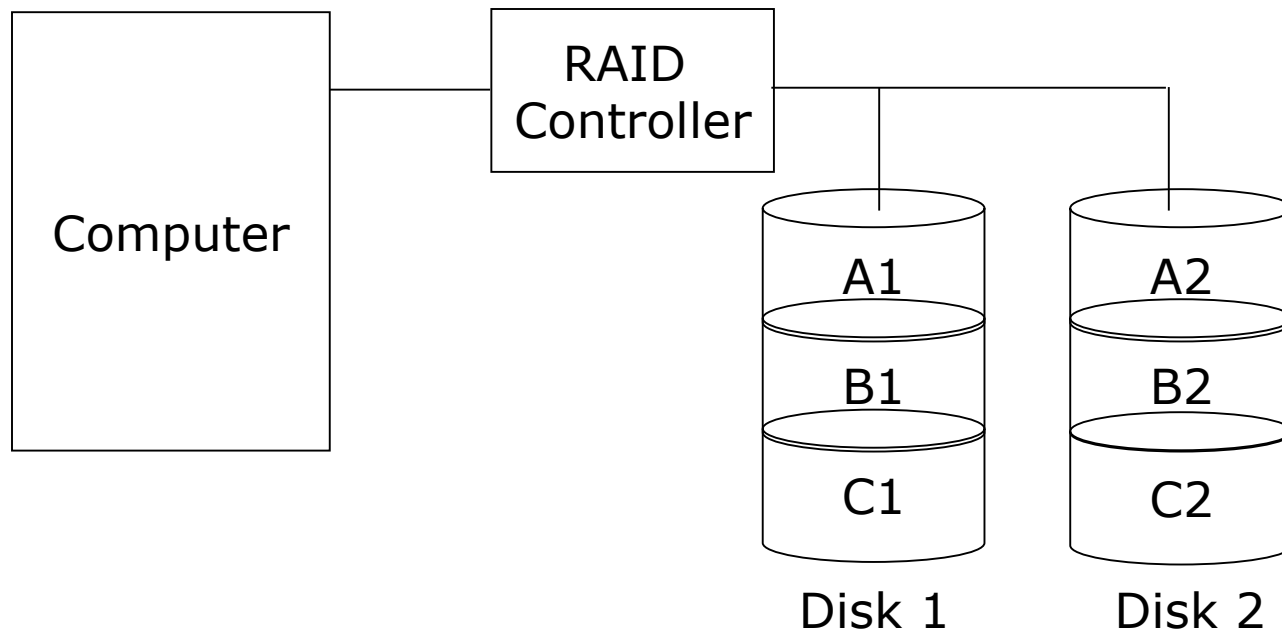 RAID
Controller
Computer
A1
A2
B1
B2
C1
C2
Disk 1
Disk 2